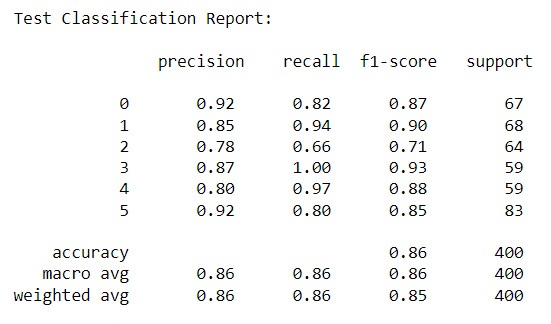 Test Classification Report:
precision recall f1-score support
0 0.92 0.82 0.87 67
1 0.85 0.94 0.90 68
2 0.78 0.66 0.71 64
3 0.87 1.00 0.93 59
4 0.80 0.97 0.88 59
5 0.92 0.80 0.85 83
accuracy 0.86 400
macro avg 0.86 0.86 0.86 400
weighted avg 0.86 0.86 0.85 400